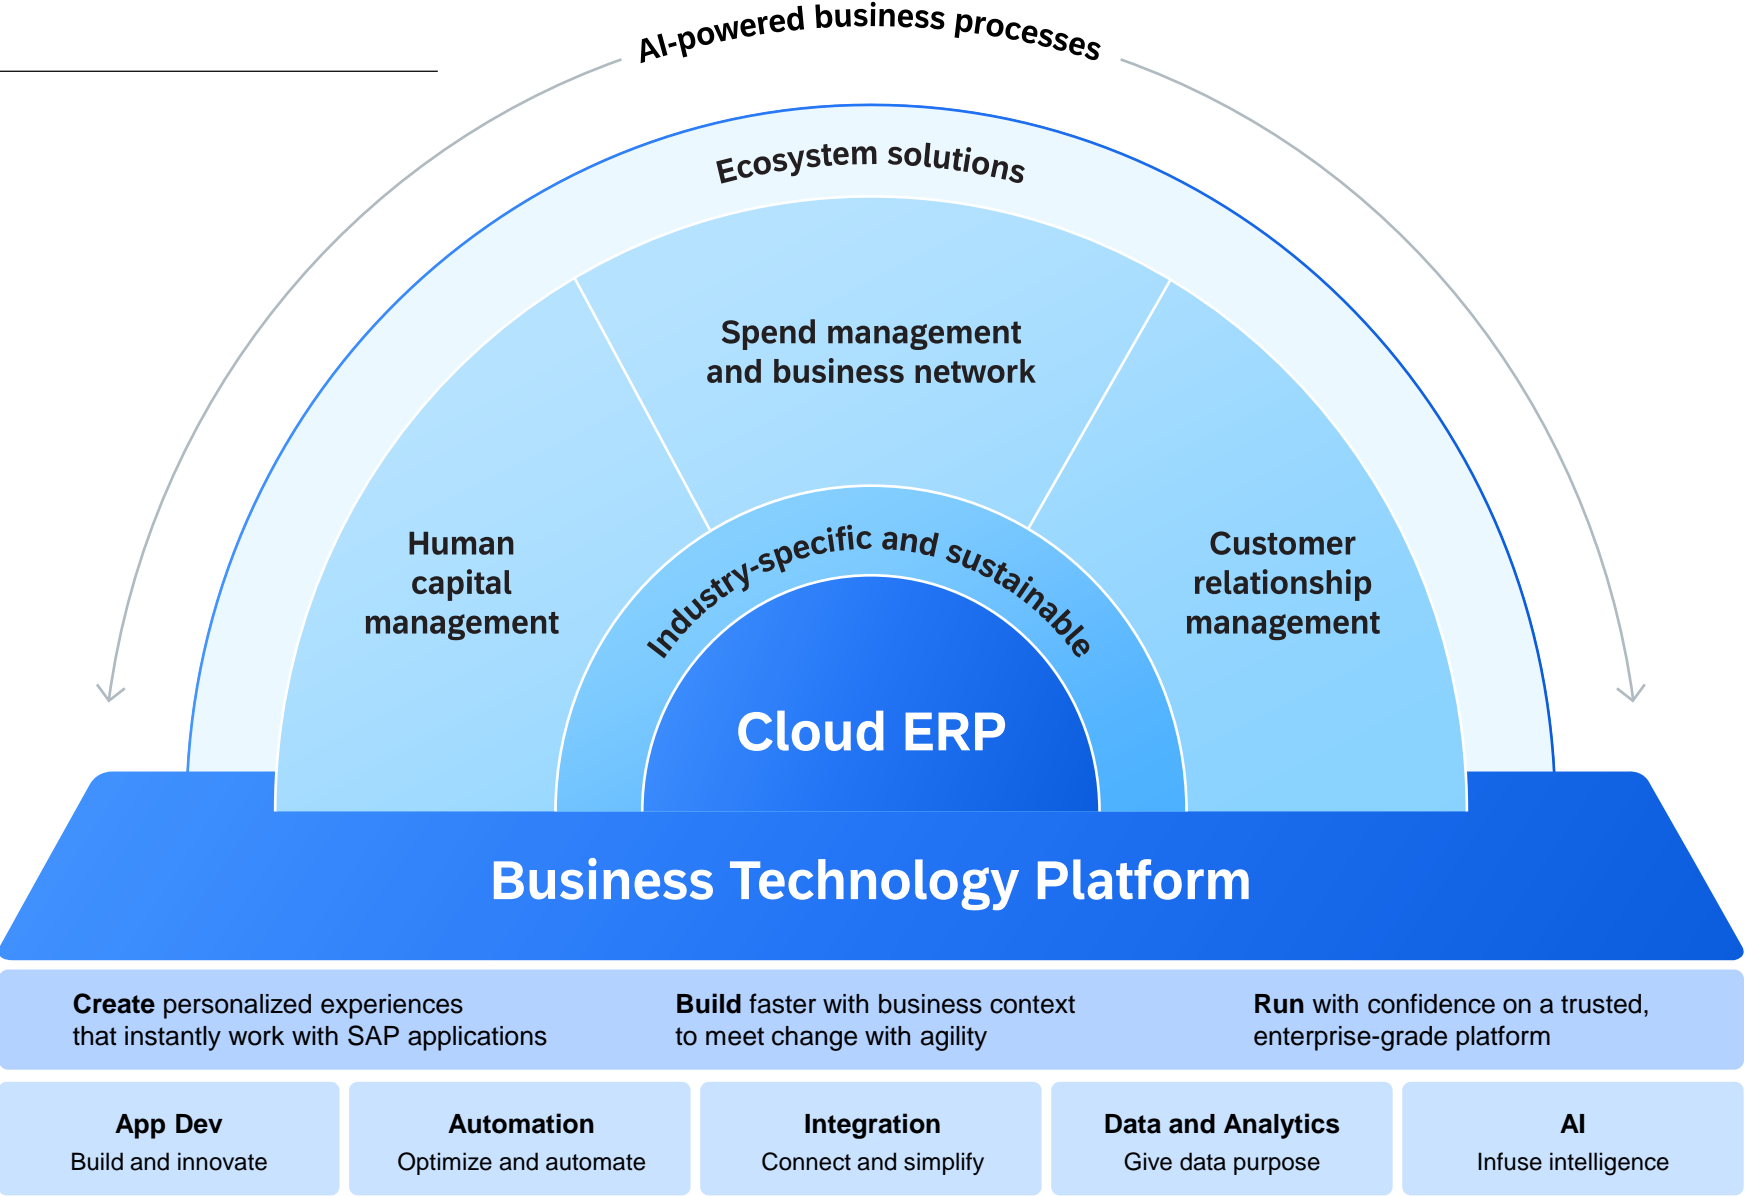 AI-powered business processes
Ecosystem solutions
Spend management
and business network
Human
capital
management
Customer
relationship
management
Industry-specific and sustainable
Cloud ERP
Business Technology Platform
Create personalized experiences
that instantly work with SAP applications
Build faster with business context
to meet change with agility
Run with confidence on a trusted,
enterprise-grade platform
App Dev
Build and innovate
Automation
Optimize and automate
Integration
Connect and simplify
Data and Analytics
Give data purpose
AI
Infuse intelligence